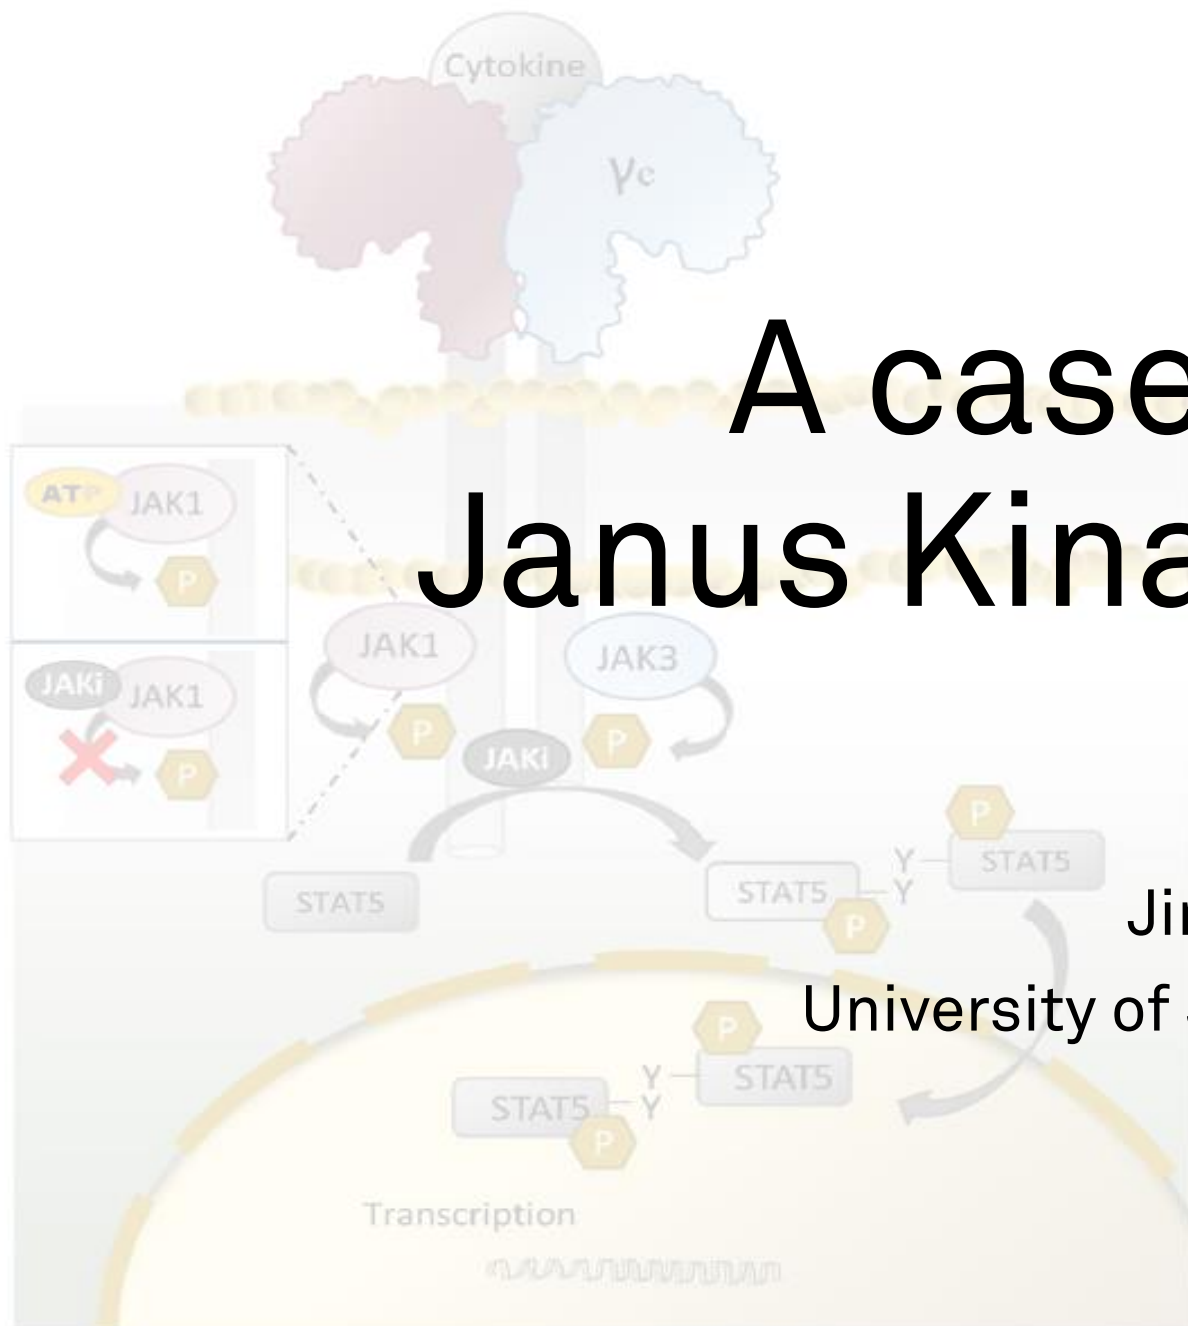 Cytokine
γc
A case
ATP JAK1
P
Janus Kina
JAK1
JAK3
JAKi JAK1
P
P
P
JAKi
P
STAT5
STAT5
Y
Y
STAT5
P
Jin
University of
P
STAT5
Y
Y
STAT5
P
Transcription